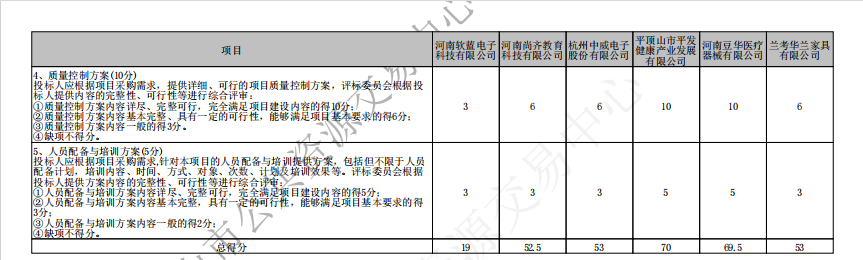 项目
河南软蓝电子
科技有限公司
河南尚齐教育
科技有限公司
杭州中威电子
股份有限公司
平顶山市平发
健康产业发展
有限公司
河南豆华医疗
器械有限公司
兰考华兰家具
有限公司
4、质量控制方案(10分)
投标人应根据项目采购需求，提供详细、可行的项目质量控制方案，评标委员会根据投
标人提供内容的完整性、可行性等进行综合评审：
①质量控制方案内容详尽、完整可行，完全满足项目建设内容的得10分；
②质量控制方案内容基本完整、具有一定的可行性，能够满足项目基本要求的得6分；
③质量控制方案内容一般的得3分。
④缺项不得分。
3 6 6 10 10 6
5、人员配备与培训方案(5分)
投标人应根据项目采购需求,针对本项目的人员配备与培训提供方案，包括但不限于人员
配备计划，培训内容、时间、方式、对象、次数、计划及培训效果等。评标委员会根据
投标人提供方案内容的完整性、可行性等进行综合评审：
①人员配备与培训方案内容详尽、完整可行，完全满足项目建设内容的得5分；
②人员配备与培训方案内容基本完整，具有一定的可行性，能够满足项目基本要求的得
3分；
③人员配备与培训方案内容一般的得2分；
④缺项不得分。
3 3 3 5 5 3
总得分 19 52.5 53 70 69.5 53
山市公共资源交易中心
资源交易中心